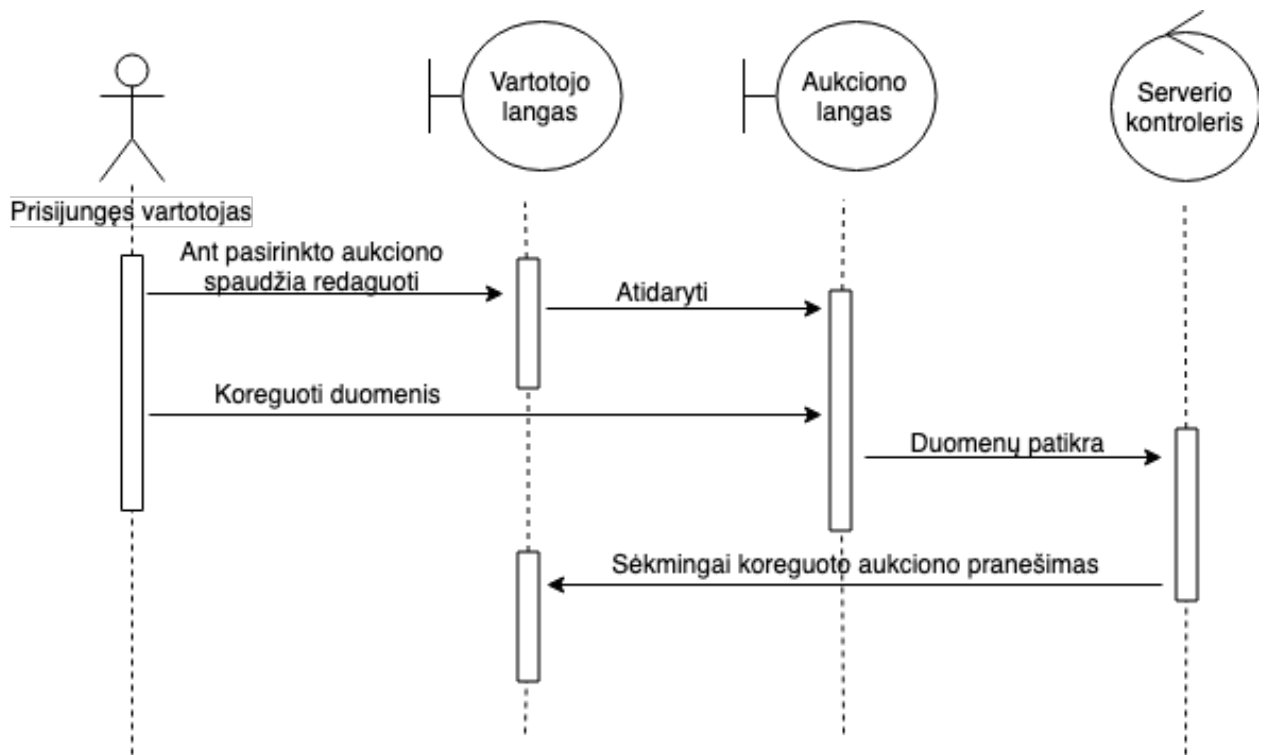 Vartotojo
langas
Aukciono
langas
Serverio
kontroleris
Prisijungęs vartotojas
Ant pasirinkto aukciono
spaudžia redaguoti
Atidaryti
Koreguoti duomenis
Duomenų patikra
Sėkmingai koreguoto aukciono pranešimas